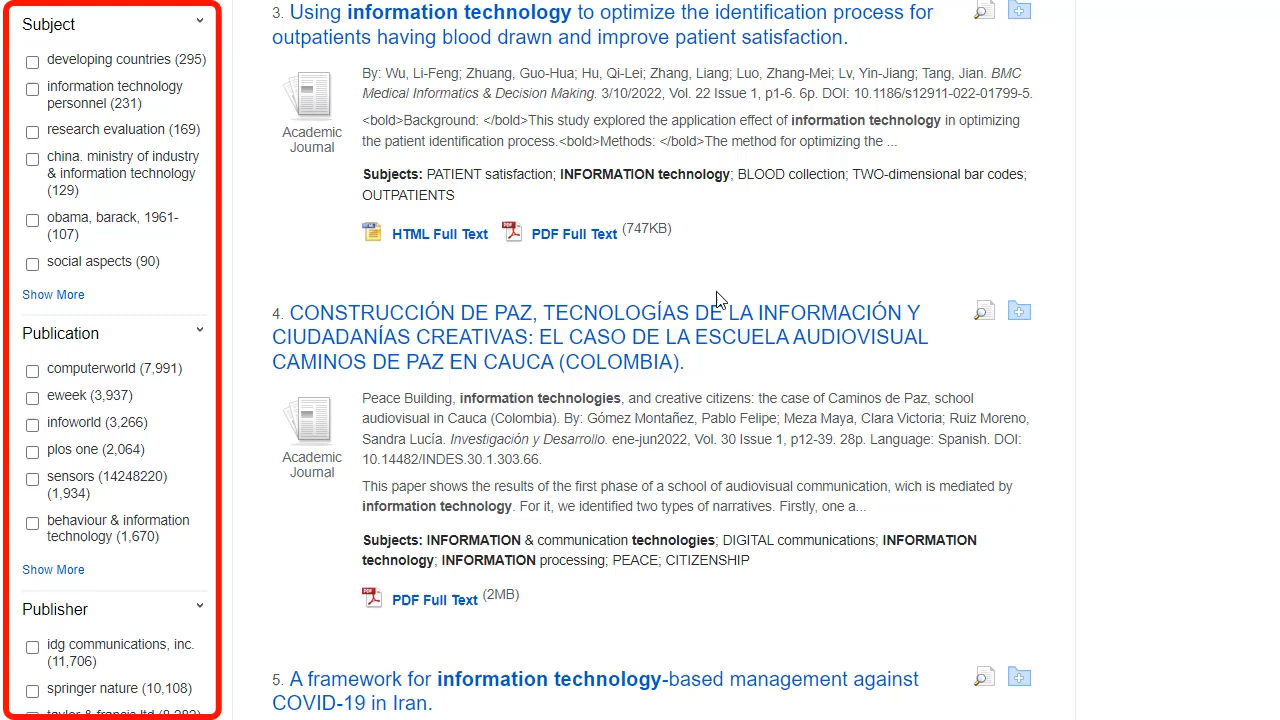 Subject
developing countries (295)
information technology
personnel (231)
research evaluation (169)
china. ministry of industry
& information technology
(129)
obama, barack, 1961-
(107)
social aspects (90)
Show More
Publication
computerworld (7,991)
eweek (3,937)
infoworld (3,266)
plos one (2,064)
sensors (14248220)
(1,934)
behaviour & information
technology (1,670)
Show More
Publisher
idg communications, inc.
(11,706)
springer nature (10,108)
taylor & francis ltd (8,282)
3. Using information technology to optimize the identification process for
outpatients having blood drawn and improve patient satisfaction.
Academic
Journal
By: Wu, Li-Feng; Zhuang, Guo-Hua; Hu, Qi-Lei; Zhang, Liang; Luo, Zhang-Mei; Lv, Yin-Jiang; Tang, Jian. BMC
Medical Informatics & Decision Making. 3/10/2022, Vol. 22 Issue 1, p1-6. 6p. DOI: 10.1186/s12911-022-01799-5.
<bold>Background: </bold>This study explored the application effect of information technology in optimizing
the patient identification process.<bold>Methods: </bold>The method for optimizing the ...
Subjects: PATIENT satisfaction; INFORMATION technology; BLOOD collection; TWO-dimensional bar codes;
OUTPATIENTS
HTML Full Text PDF Full Text (747KB)
4. CONSTRUCCIÓN DE PAZ, TECNOLOGÍAS DE LA INFORMACIÓN Y
CIUDADANÍAS CREATIVAS: EL CASO DE LA ESCUELA AUDIOVISUAL
CAMINOS DE PAZ EN CAUCA (COLOMBIA).
Academic
Journal
Peace Building, information technologies, and creative citizens: the case of Caminos de Paz, school
audiovisual in Cauca (Colombia). By: Gómez Montañez, Pablo Felipe; Meza Maya, Clara Victoria; Ruiz Moreno,
Sandra Lucía. Investigación y Desarrollo. ene-jun2022, Vol. 30 Issue 1, p12-39. 28p. Language: Spanish. DOI:
10.14482/INDES.30.1.303.66.
This paper shows the results of the first phase of a school of audiovisual communication, wich is mediated by
information technology. For it, we identified two types of narratives. Firstly, one a...
Subjects: INFORMATION & communication technologies; DIGITAL communications; INFORMATION
technology; INFORMATION processing; PEACE; CITIZENSHIP
PDF Full Text (2MB)
5. A framework for information technology-based management against
COVID-19 in Iran.